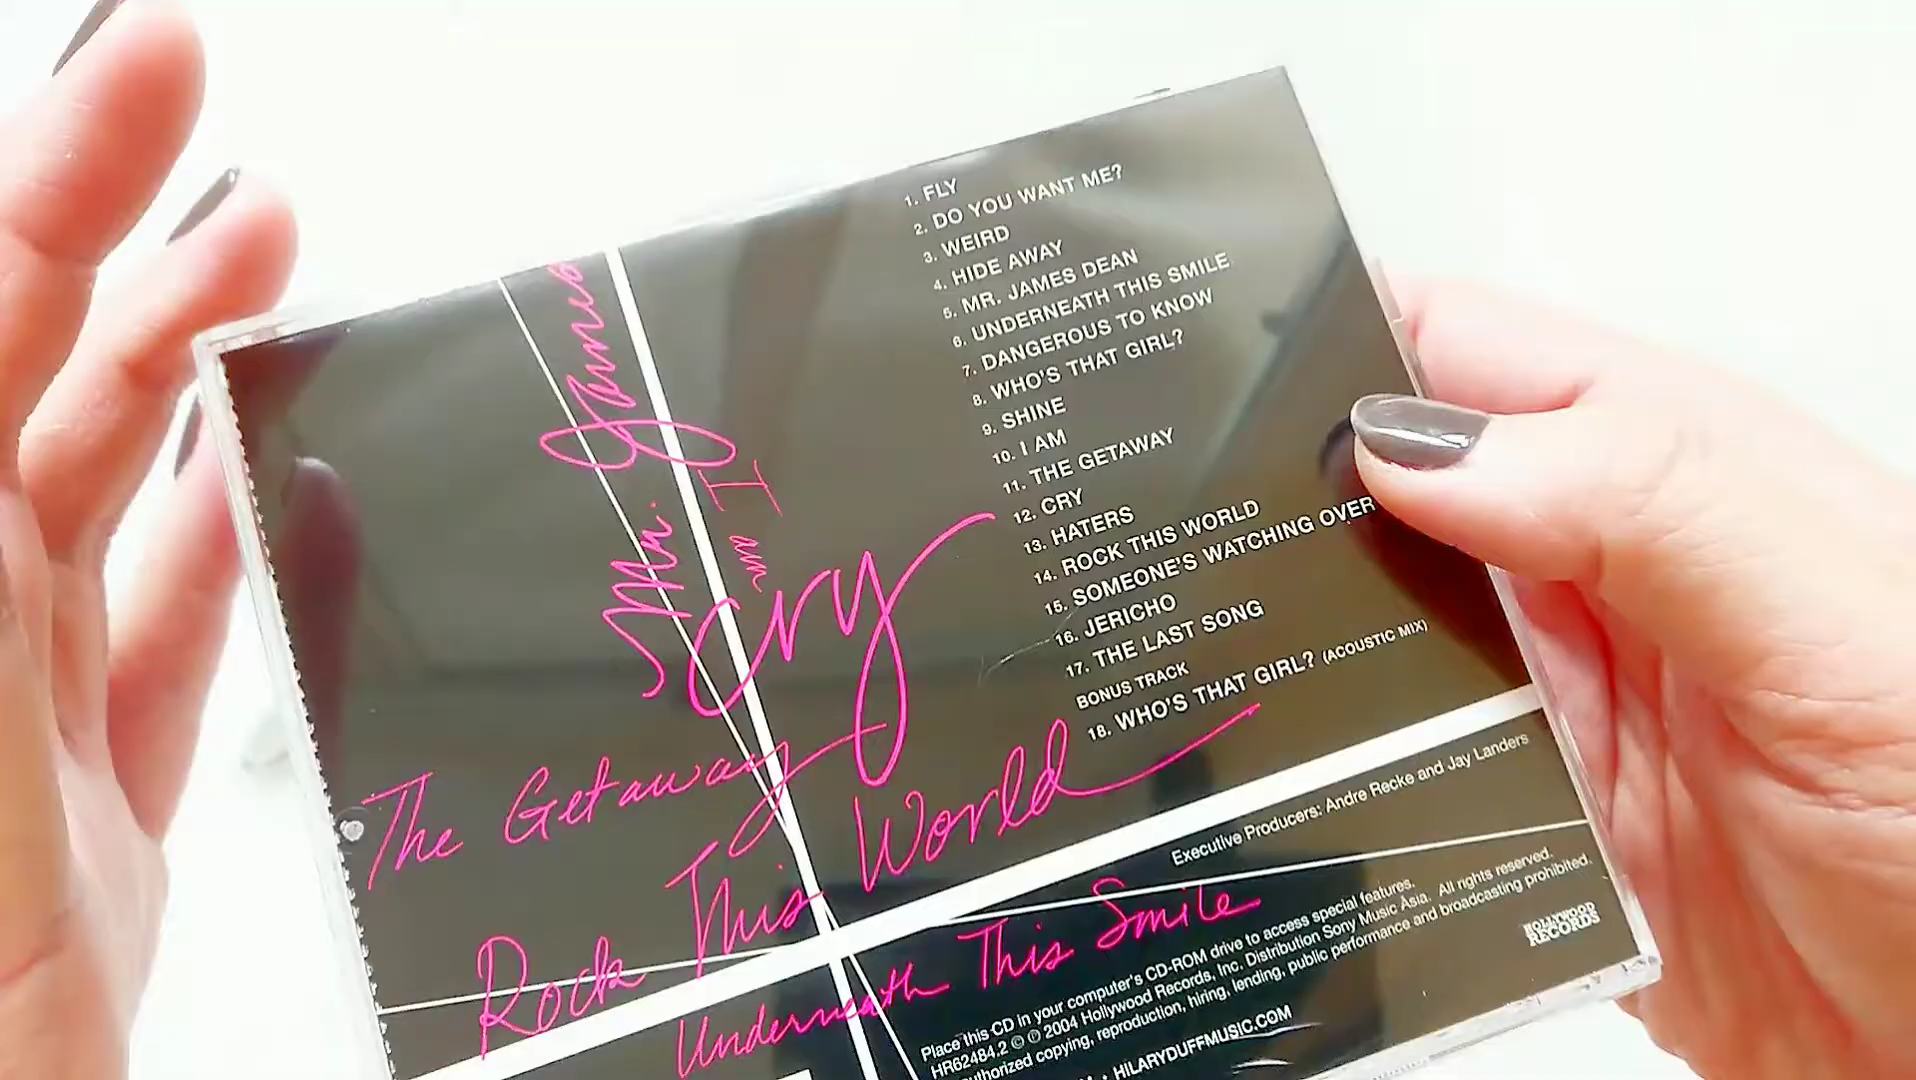 1. FLY
2. DO YOU WANT ME?
3. WEIRD
4. HIDE AWAY
5. MR. JAMES DEAN
6. UNDERNEATH THIS SMILE
7. DANGEROUS TO KNOW
8. WHO'S THAT GIRL?
9. SHINE
10. I AM
11. THE GETAWAY
12. CRY
13. HATERS
14. ROCK THIS WORLD
15. SOMEONE'S WATCHING OVER
16. JERICHO
17. THE LAST SONG
BONUS TRACK
18. WHO'S THAT GIRL? (ACOUSTIC MIX)
Mr. James
I am
Cry
The Getaway
Rock This World
Underneath This Smile
Executive Producers: Andre Recke and Jay Landers
Place this CD in your computer's CD-ROM drive to access special features.
HR62484.2 © ℗ 2004 Hollywood Records, Inc. Distribution Sony Music Asia. All rights reserved.
copying, reproduction, hiring, lending, public performance and broadcasting prohibited.
• HILARYDUFFMUSIC.COM
HOLLYWOOD
RECORDS